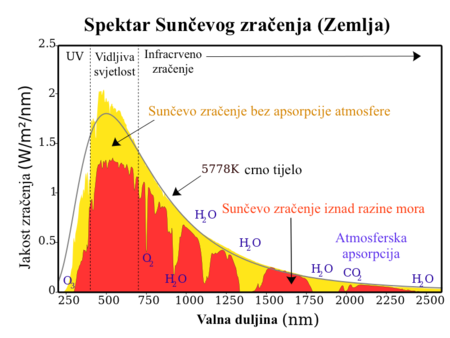 Spektar Sunčevog zračenja (Zemlja)
UV
Vidljiva
svjetlost
Infracrveno
zračenje
Sunčevo zračenje bez apsorpcije atmosfere
5778K crno tijelo
Sunčevo zračenje iznad razine mora
Atmosferska
apsorpcija
H₂O
H₂O
H₂O
CO₂
H₂O
O₂
H₂O
O₃
Jakost zračenja (W/m²/nm)
2.5
2
1.5
1
0.5
0
250 500 750 1000 1250 1500 1750 2000 2250 2500
Valna duljina (nm)